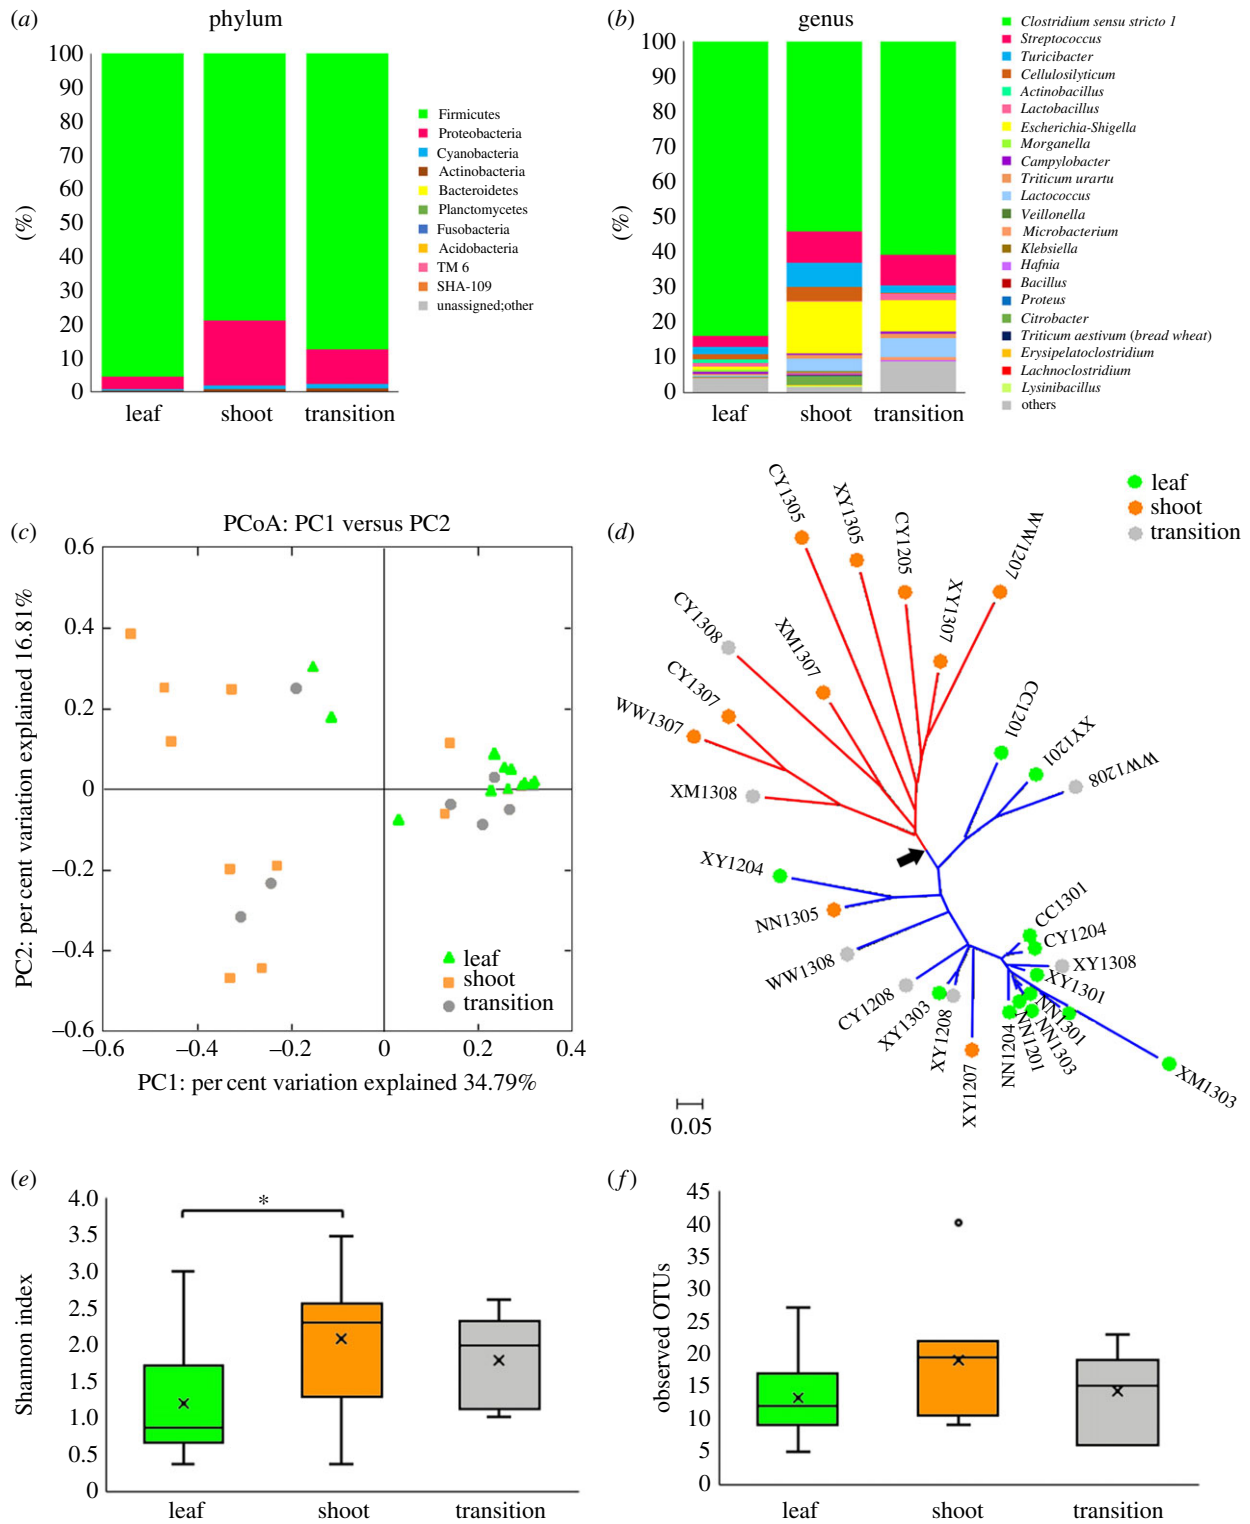 (a)
phylum
100
90
80
70
60
50
40
30
20
10
0
(%)
leaf
shoot
transition
Firmicutes
Proteobacteria
Cyanobacteria
Actinobacteria
Bacteroidetes
Planctomycetes
Fusobacteria
Acidobacteria
TM 6
SHA-109
unassigned;other
(b)
genus
100
90
80
70
60
50
40
30
20
10
0
(%)
leaf
shoot
transition
Clostridium sensu stricto 1
Streptococcus
Turicibacter
Cellulosilyticum
Actinobacillus
Lactobacillus
Escherichia-Shigella
Morganella
Campylobacter
Triticum urartu
Lactococcus
Veillonella
Microbacterium
Klebsiella
Hafnia
Bacillus
Proteus
Citrobacter
Triticum aestivum (bread wheat)
Erysipelatoclostridium
Lachnoclostridium
Lysinibacillus
others
(c)
PCoA: PC1 versus PC2
0.6
0.4
0.2
0
–0.2
–0.4
–0.6
PC2: per cent variation explained 16.81%
–0.6
–0.4
–0.2
0
0.2
0.4
PC1: per cent variation explained 34.79%
leaf
shoot
transition
(d)
leaf
shoot
transition
CY1305
XY1305
CY1205
WW1207
XY1307
CY1308
XM1307
CY1307
WW1307
XM1308
CC1201
XY1201
WW1208
XY1204
NN1305
WW1308
CY1208
XY1303
XY1208
XY1207
NN1204
NN1201
NN1303
NN1301
XM1303
XY1301
XY1308
CY1204
CC1301
0.05
(e)
4.0
3.5
3.0
2.5
2.0
1.5
1.0
0.5
0
Shannon index
*
leaf
shoot
transition
(f)
45
40
35
30
25
20
15
10
5
0
observed OTUs
leaf
shoot
transition